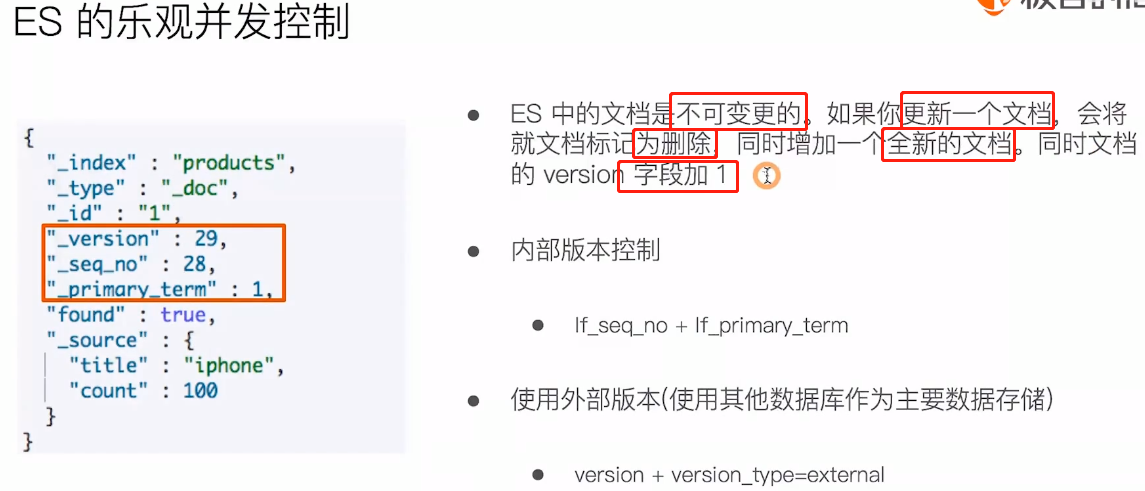 ES 的乐观并发控制
{
"_index" : "products",
"_type" : "_doc",
"_id" : "1",
"_version" : 29,
"_seq_no" : 28,
"_primary_term" : 1,
"found" : true,
"_source" : {
"title" : "iphone",
"count" : 100
}
}
● ES 中的文档是不可变更的。如果你更新一个文档，会将
就文档标记为删除，同时增加一个全新的文档。同时文档
的 version 字段加 1
● 内部版本控制
● If_seq_no + If_primary_term
● 使用外部版本(使用其他数据库作为主要数据存储)
● version + version_type=external